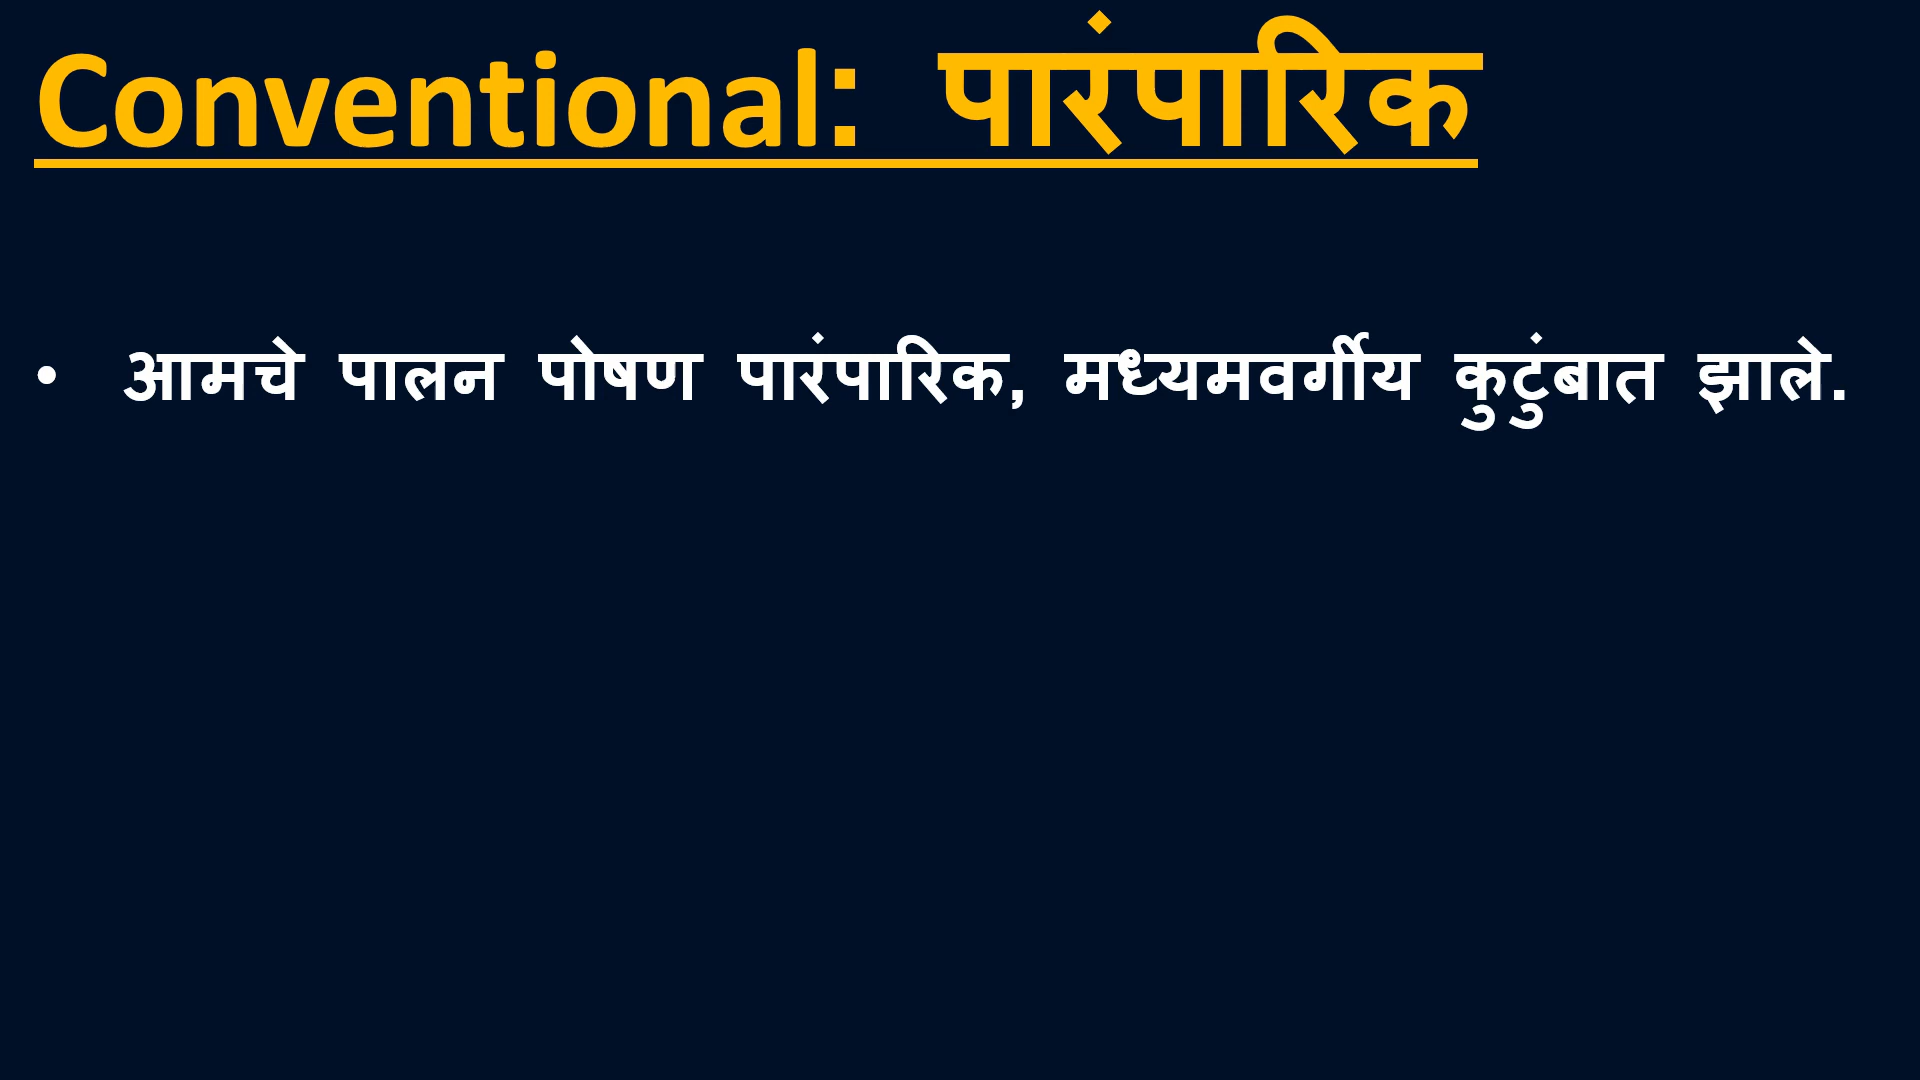 Conventional: पारंपारिक
• आमचे पालन पोषण पारंपारिक, मध्यमवर्गीय कुटुंबात झाले.